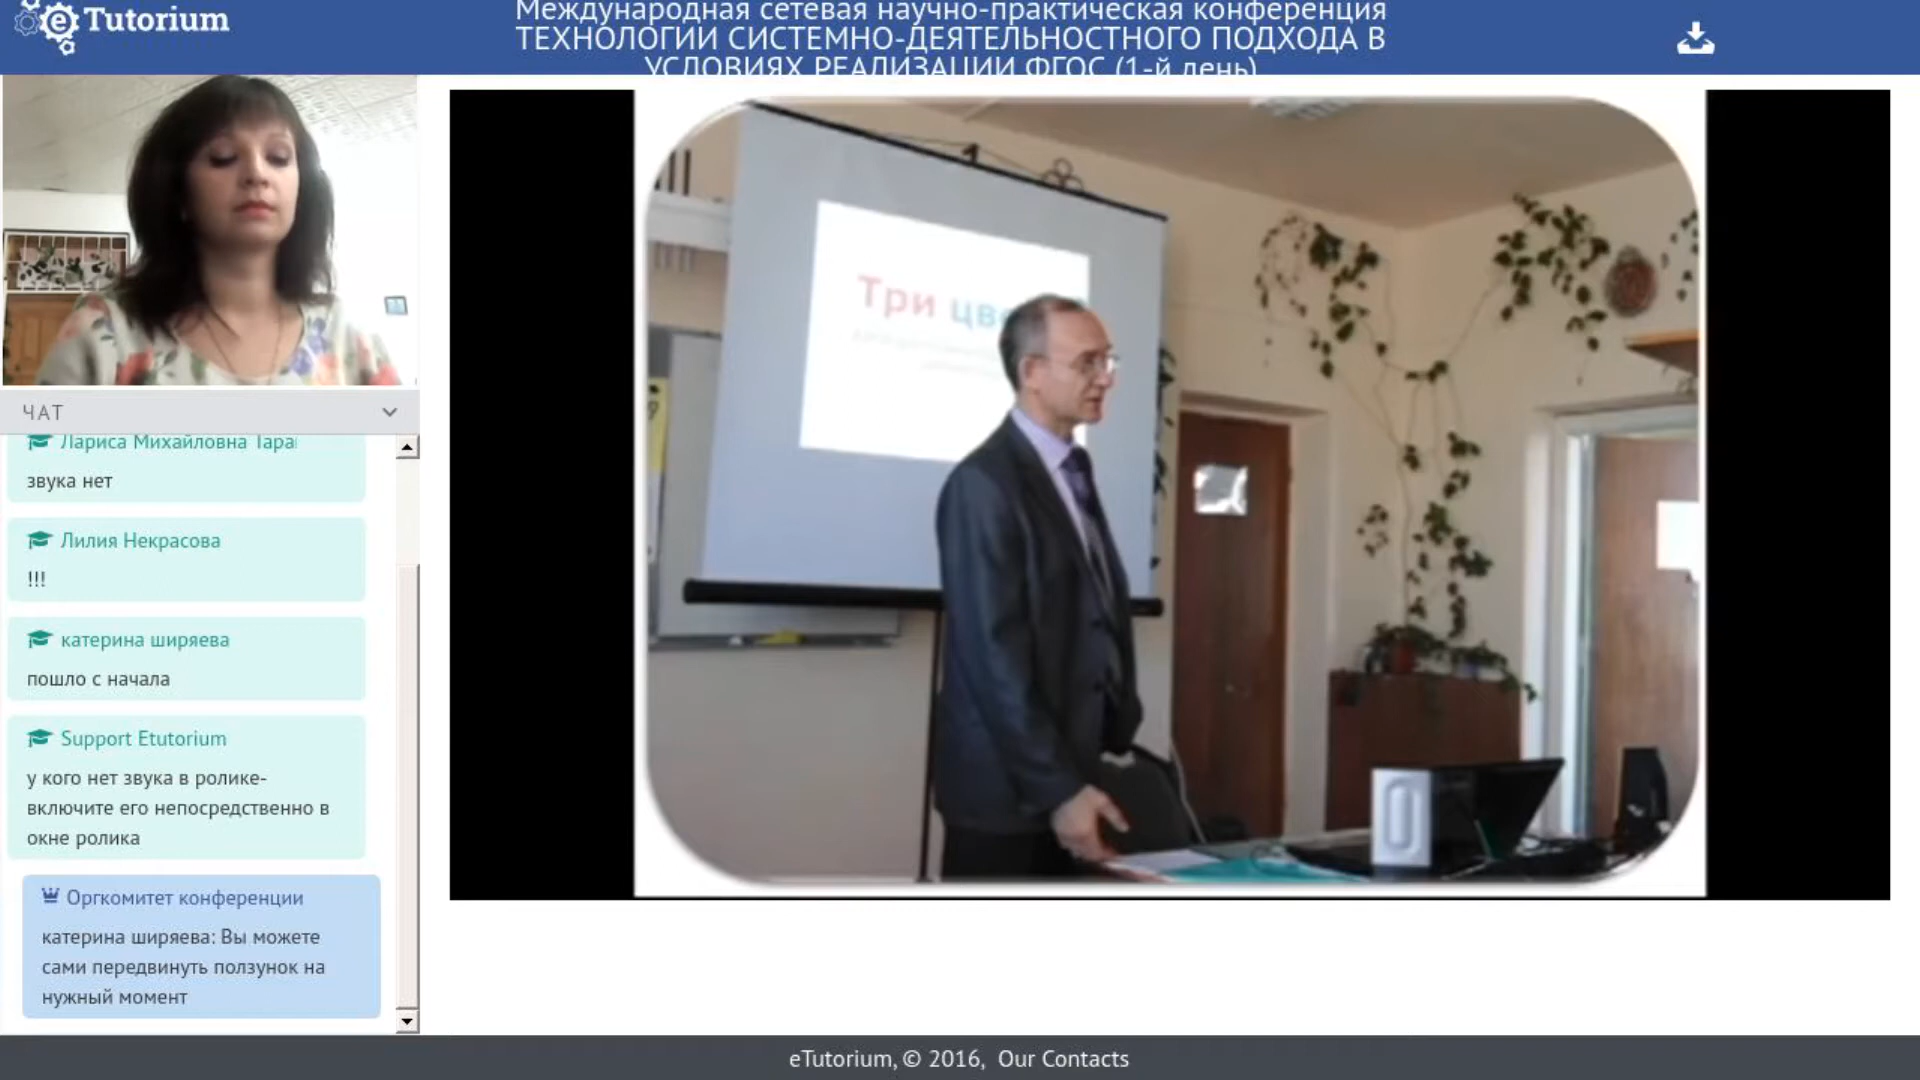 eTutorium
Международная сетевая научно-практическая конференция
ТЕХНОЛОГИИ СИСТЕМНО-ДЕЯТЕЛЬНОСТНОГО ПОДХОДА В
УСЛОВИЯХ РЕАЛИЗАЦИИ ФГОС (1-й день)
Три
ЧАТ
Лариса Михайловна Тара
звука нет
Лилия Некрасова
!!!
катерина ширяева
пошло с начала
Support Etutorium
у кого нет звука в ролике-
включите его непосредственно в
окне ролика
Оргкомитет конференции
катерина ширяева: Вы можете
сами передвинуть ползунок на
нужный момент
eTutorium, © 2016, Our Contacts